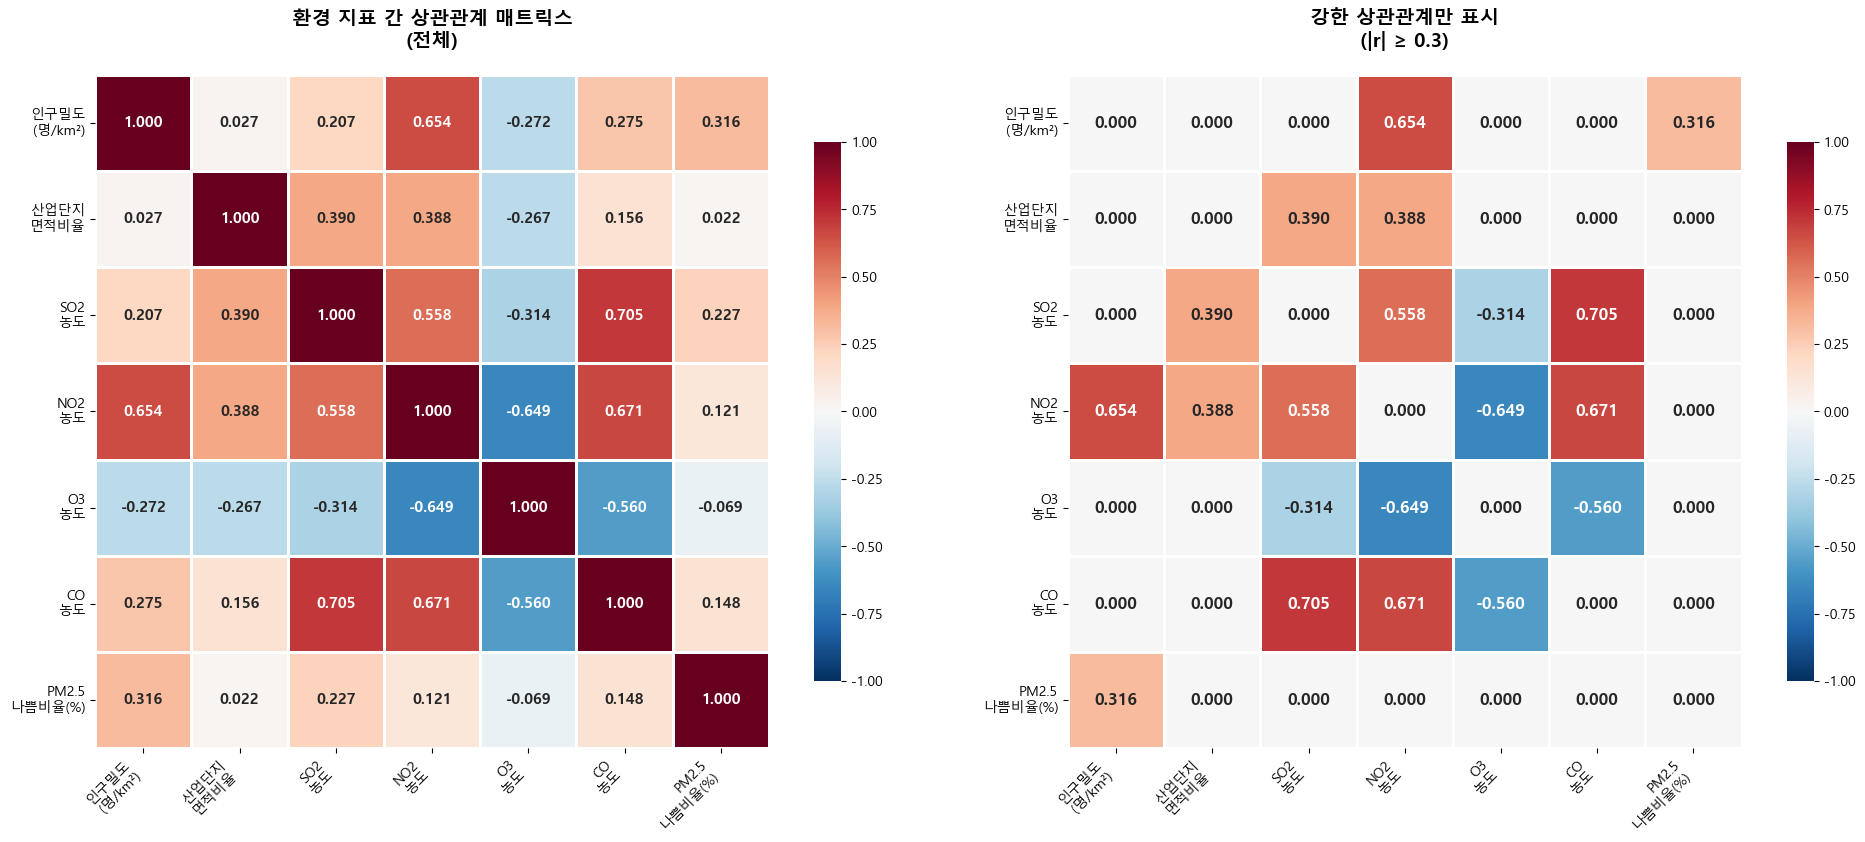 환경 지표 간 상관관계 매트릭스
(전체)
인구밀도
(명/km²)
1.000 0.027 0.207 0.654 -0.272 0.275 0.316
산업단지
면적비율
0.027 1.000 0.390 0.388 -0.267 0.156 0.022
SO2
농도
0.207 0.390 1.000 0.558 -0.314 0.705 0.227
NO2
농도
0.654 0.388 0.558 1.000 -0.649 0.671 0.121
O3
농도
-0.272 -0.267 -0.314 -0.649 1.000 -0.560 -0.069
CO
농도
0.275 0.156 0.705 0.671 -0.560 1.000 0.148
PM2.5
나쁨비율(%)
0.316 0.022 0.227 0.121 -0.069 0.148 1.000
인구밀도
(명/km²)
산업단지
면적비율
SO2
농도
NO2
농도
O3
농도
CO
농도
PM2.5
나쁨비율(%)
1.00
0.75
0.50
0.25
0.00
-0.25
-0.50
-0.75
-1.00
강한 상관관계만 표시
(|r| ≥ 0.3)
인구밀도
(명/km²)
0.000 0.000 0.000 0.654 0.000 0.000 0.316
산업단지
면적비율
0.000 0.000 0.390 0.388 0.000 0.000 0.000
SO2
농도
0.000 0.390 0.000 0.558 -0.314 0.705 0.000
NO2
농도
0.654 0.388 0.558 0.000 -0.649 0.671 0.000
O3
농도
0.000 0.000 -0.314 -0.649 0.000 -0.560 0.000
CO
농도
0.000 0.000 0.705 0.671 -0.560 0.000 0.000
PM2.5
나쁨비율(%)
0.316 0.000 0.000 0.000 0.000 0.000 0.000
인구밀도
(명/km²)
산업단지
면적비율
SO2
농도
NO2
농도
O3
농도
CO
농도
PM2.5
나쁨비율(%)
1.00
0.75
0.50
0.25
0.00
-0.25
-0.50
-0.75
-1.00